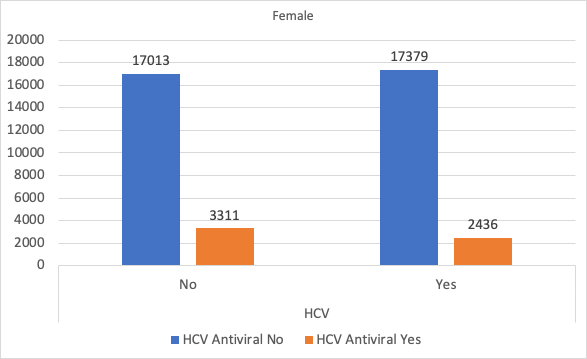 Female
20000
18000
16000
14000
12000
10000
8000
6000
4000
2000
0
17013
3311
17379
2436
No
Yes
HCV
HCV Antiviral No
HCV Antiviral Yes